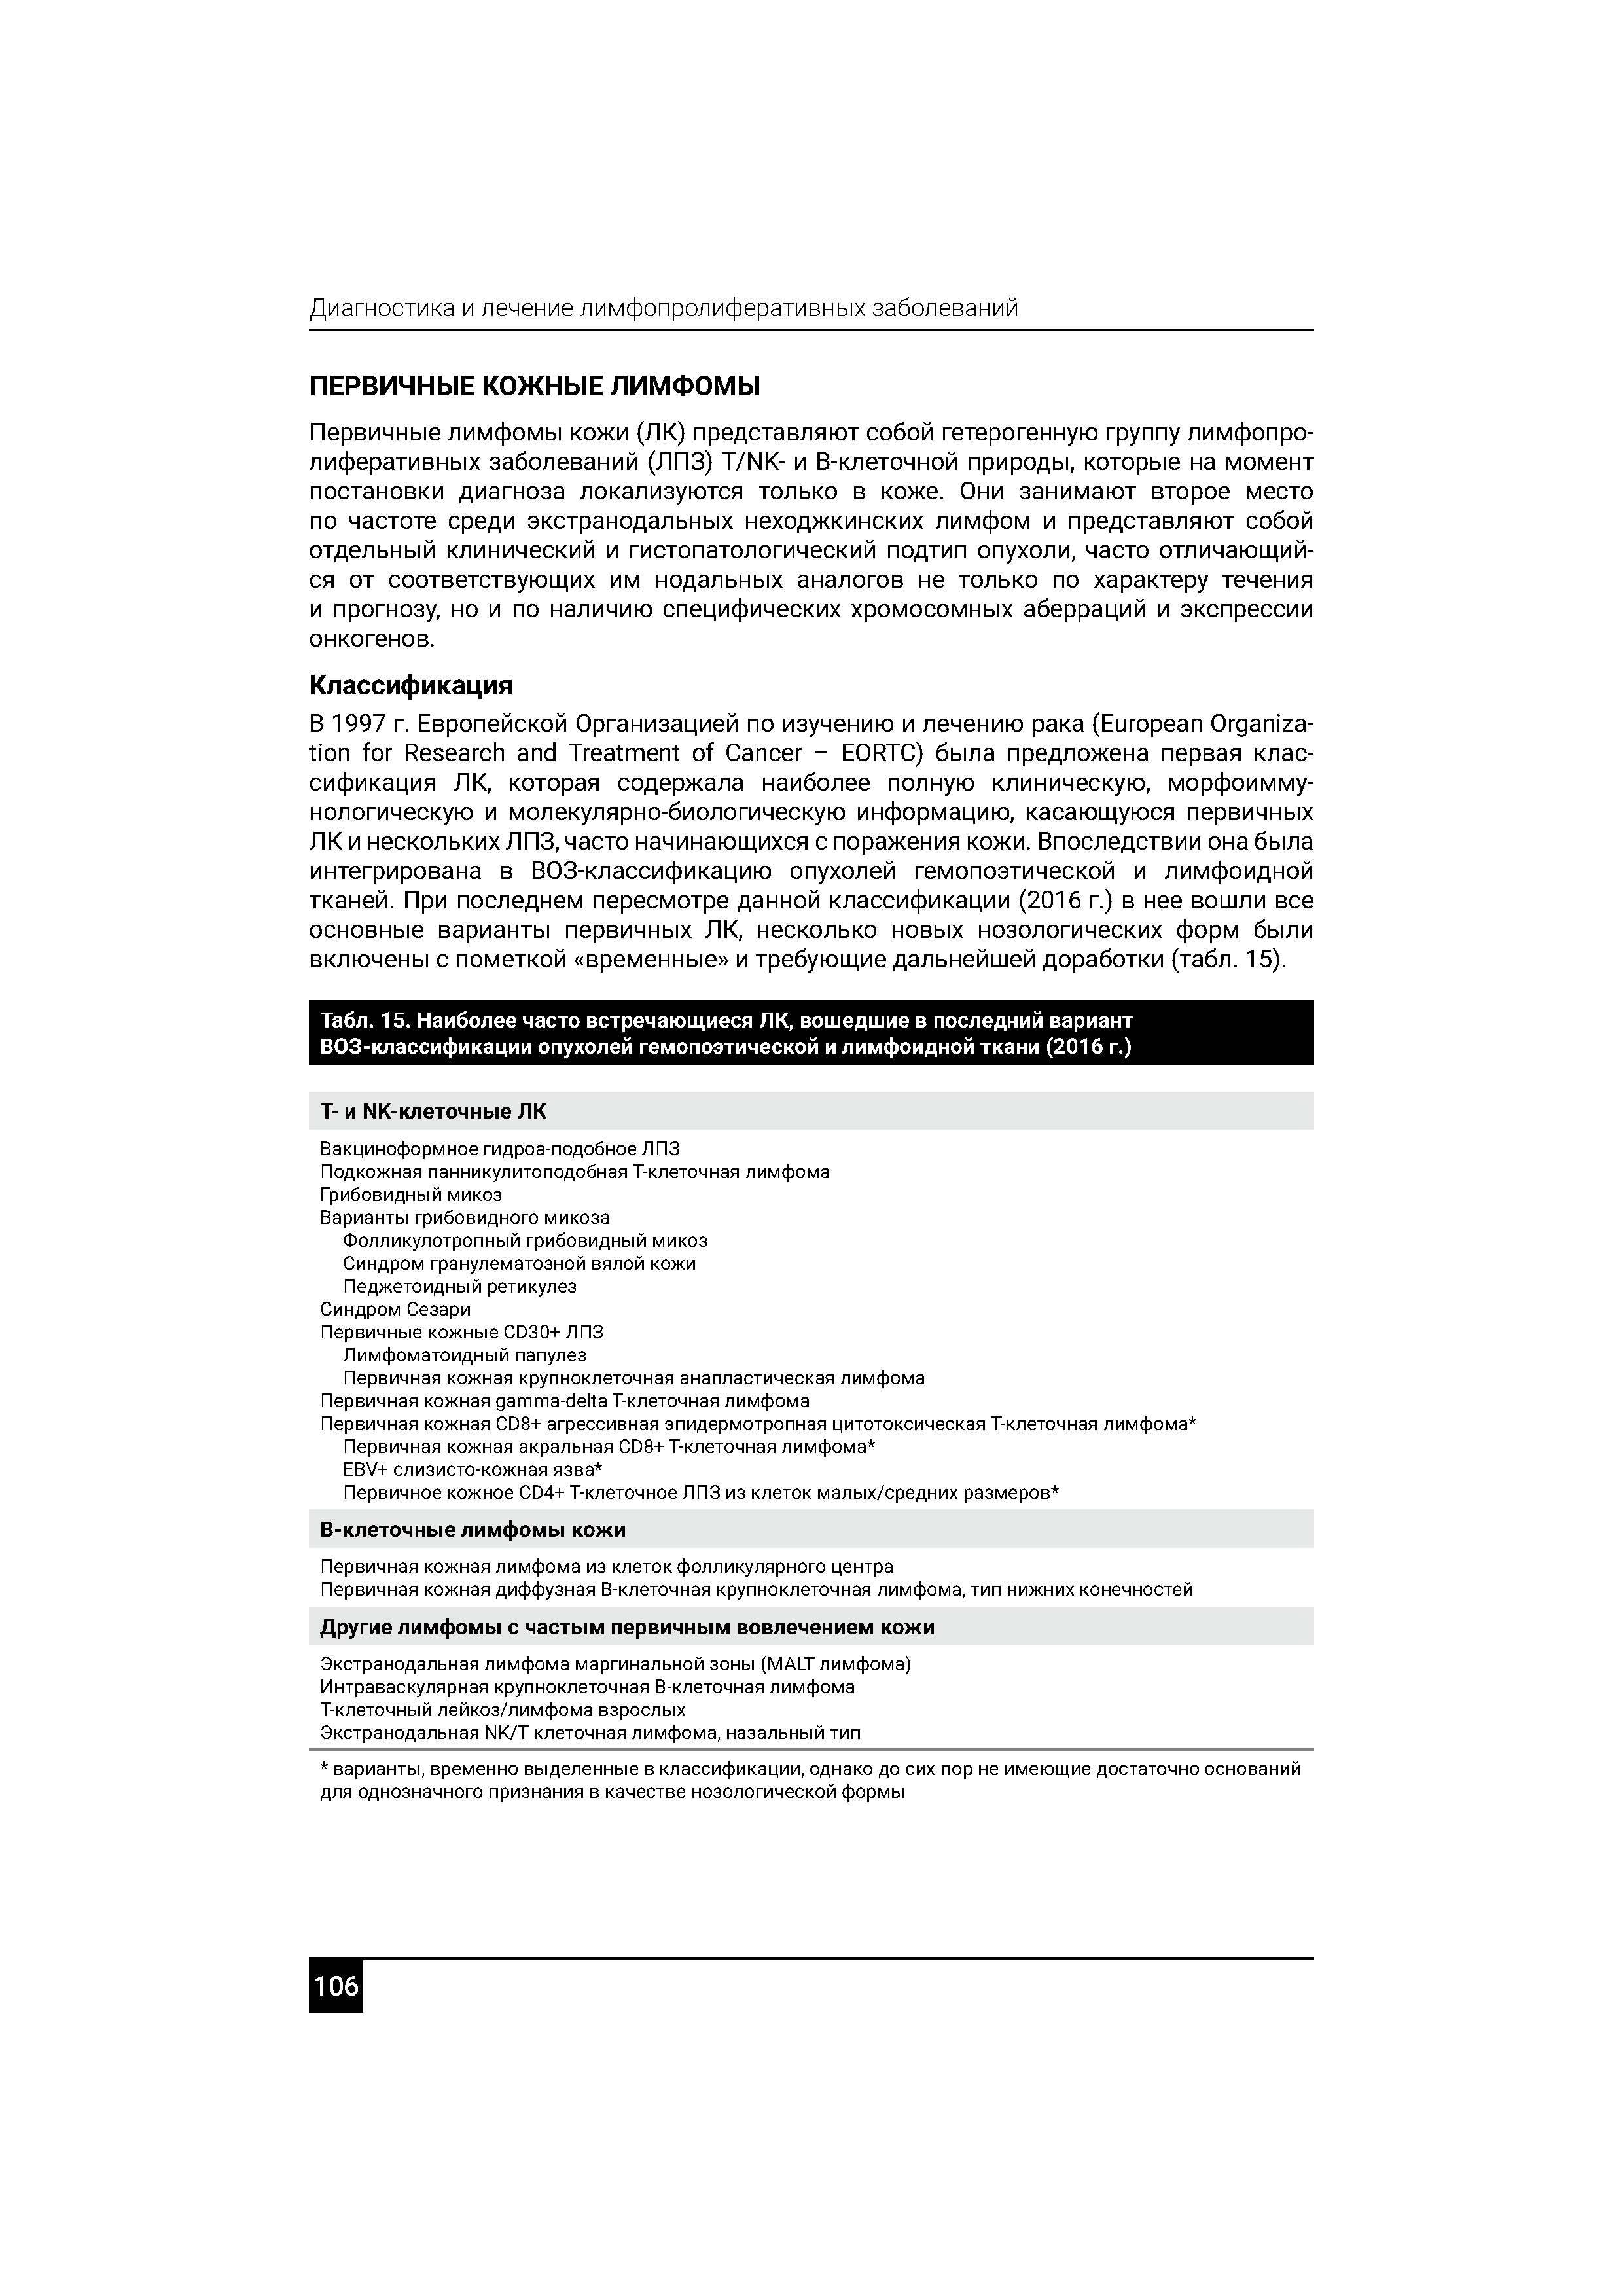 Диагностика и лечение лимфопролиферативных заболеваний
ПЕРВИЧНЫЕ КОЖНЫЕ ЛИМФОМЫ
Первичные лимфомы кожи (ЛК) представляют собой гетерогенную группу лимфопро-
лиферативных заболеваний (ЛПЗ) T/NK- и В-клеточной природы, которые на момент
постановки диагноза локализуются только в коже. Они занимают второе место
по частоте среди экстранодальных неходжкинских лимфом и представляют собой
отдельный клинический и гистопатологический подтип опухоли, часто отличающий-
ся от соответствующих им нодальных аналогов не только по характеру течения
и прогнозу, но и по наличию специфических хромосомных аберраций и экспрессии
онкогенов.
Классификация
В 1997 г. Европейской Организацией по изучению и лечению рака (European Organiza-
tion for Research and Treatment of Cancer – EORTC) была предложена первая клас-
сификация ЛК, которая содержала наиболее полную клиническую, морфоимму-
нологическую и молекулярно-биологическую информацию, касающуюся первичных
ЛК и нескольких ЛПЗ, часто начинающихся с поражения кожи. Впоследствии она была
интегрирована в ВОЗ-классификацию опухолей гемопоэтической и лимфоидной
тканей. При последнем пересмотре данной классификации (2016 г.) в нее вошли все
основные варианты первичных ЛК, несколько новых нозологических форм были
включены с пометкой «временные» и требующие дальнейшей доработки (табл. 15).
Табл. 15. Наиболее часто встречающиеся ЛК, вошедшие в последний вариант
ВОЗ-классификации опухолей гемопоэтической и лимфоидной ткани (2016 г.)
Т- и NK-клеточные ЛК
Вакциноформное гидроа-подобное ЛПЗ
Подкожная панникулитоподобная Т-клеточная лимфома
Грибовидный микоз
Варианты грибовидного микоза
Фолликулотропный грибовидный микоз
Синдром гранулематозной вялой кожи
Педжетоидный ретикулез
Синдром Сезари
Первичные кожные CD30+ ЛПЗ
Лимфоматоидный папулез
Первичная кожная крупноклеточная анапластическая лимфома
Первичная кожная gamma-delta Т-клеточная лимфома
Первичная кожная CD8+ агрессивная эпидермотропная цитотоксическая Т-клеточная лимфома*
Первичная кожная акральная CD8+ Т-клеточная лимфома*
EBV+ слизисто-кожная язва*
Первичное кожное CD4+ Т-клеточное ЛПЗ из клеток малых/средних размеров*
В-клеточные лимфомы кожи
Первичная кожная лимфома из клеток фолликулярного центра
Первичная кожная диффузная В-клеточная крупноклеточная лимфома, тип нижних конечностей
Другие лимфомы с частым первичным вовлечением кожи
Экстранодальная лимфома маргинальной зоны (MALT лимфома)
Интраваскулярная крупноклеточная В-клеточная лимфома
Т-клеточный лейкоз/лимфома взрослых
Экстранодальная NK/T клеточная лимфома, назальный тип
* варианты, временно выделенные в классификации, однако до сих пор не имеющие достаточно оснований
для однозначного признания в качестве нозологической формы
106